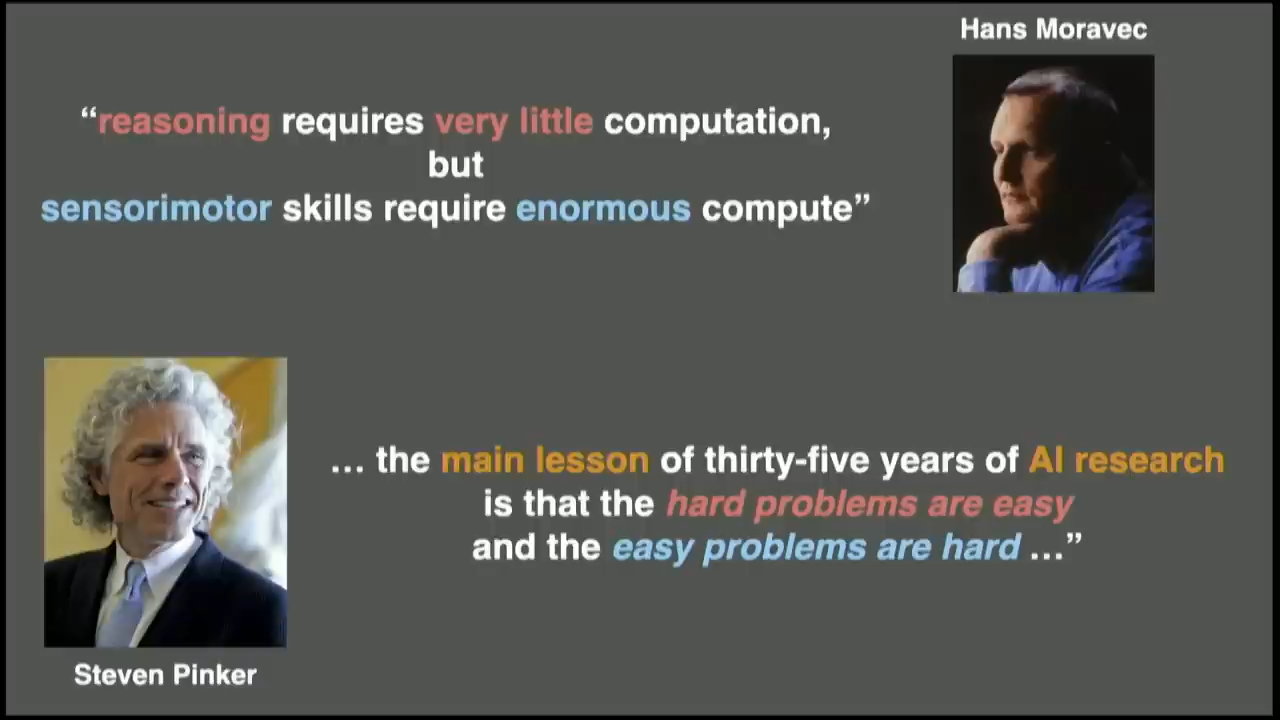 Hans Moravec
“reasoning requires very little computation,
but
sensorimotor skills require enormous compute”
... the main lesson of thirty-five years of AI research
is that the hard problems are easy
and the easy problems are hard ...”
Steven Pinker